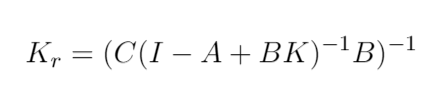 K_r = (C(I − A + BK)^{−1}B)^{−1}